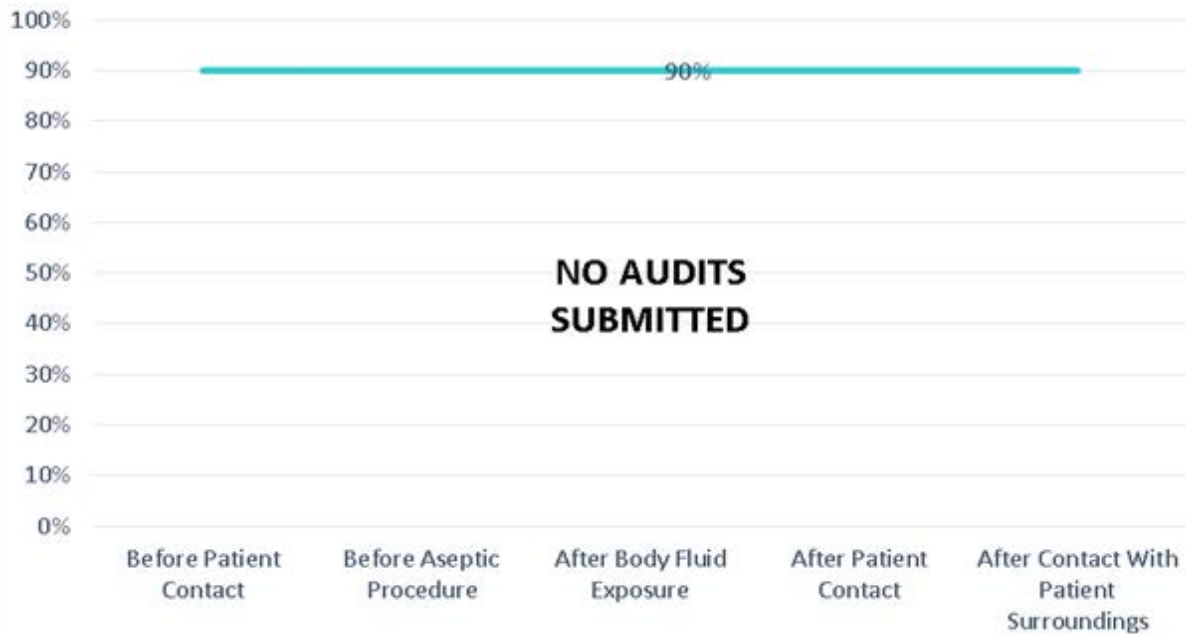 100%
90%
90%
80%
70%
60%
50%
40%
30%
20%
10%
0%
NO AUDITS
SUBMITTED
Before Patient
Contact
Before Aseptic
Procedure
After Body Fluid
Exposure
After Patient
Contact
After Contact With
Patient
Surroundings